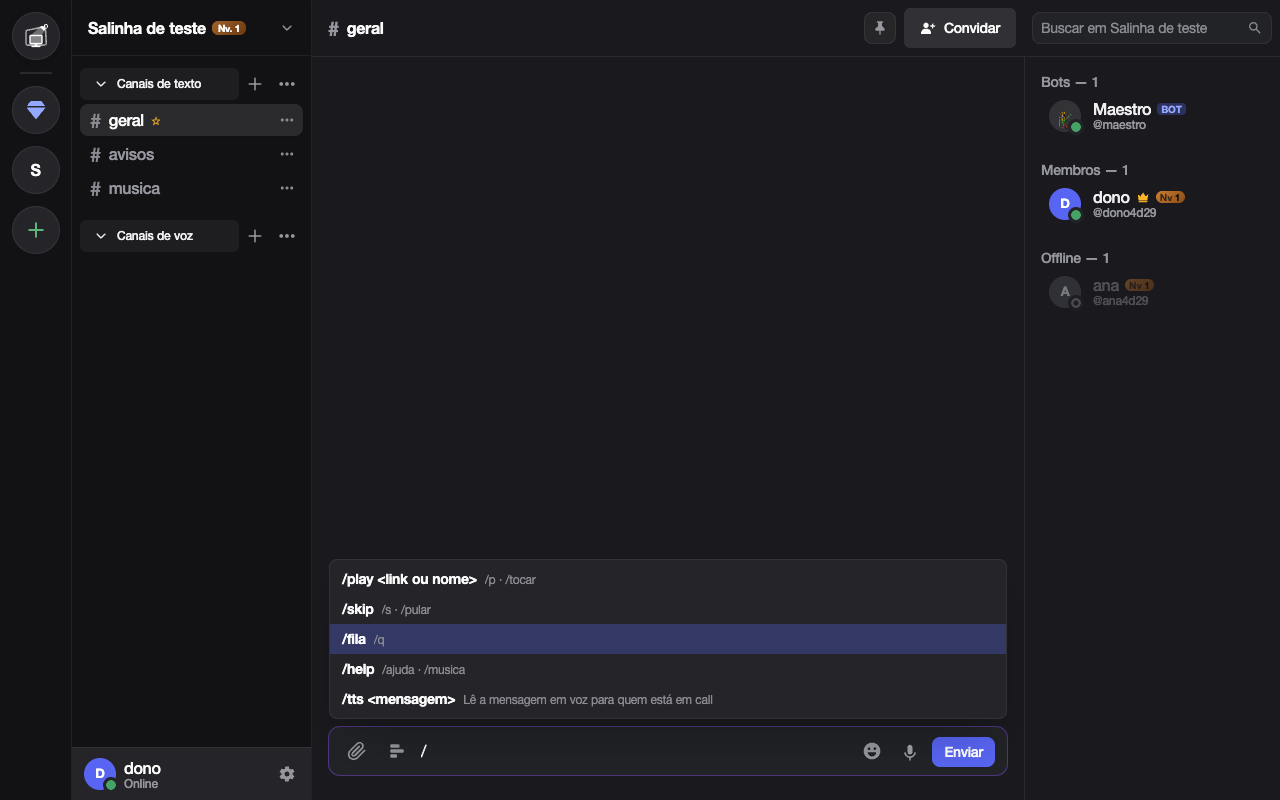 Salinha de teste Nv. 1
Canais de texto
# geral
# avisos
# musica
Canais de voz
S
D dono
Online
# geral
Convidar
Buscar em Salinha de teste
/play <link ou nome> /p · /tocar
/skip /s · /pular
/fila /q
/help /ajuda · /musica
/tts <mensagem> Lê a mensagem em voz para quem está em call
/
Enviar
Bots — 1
Maestro BOT
@maestro
Membros — 1
D dono Nv 1
@dono4d29
Offline — 1
A ana Nv 1
@ana4d29